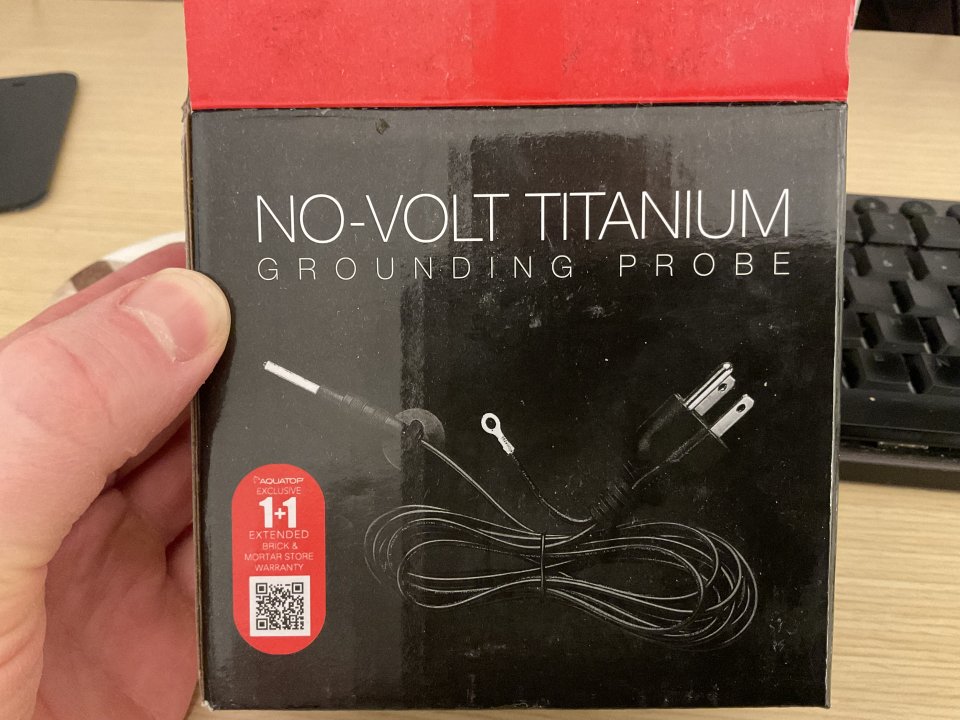 NO-VOLT TITANIUM
GROUNDING PROBE
AQUATOP
EXCLUSIVE
1+1
EXTENDED
BRICK &
MORTAR STORE
WARRANTY